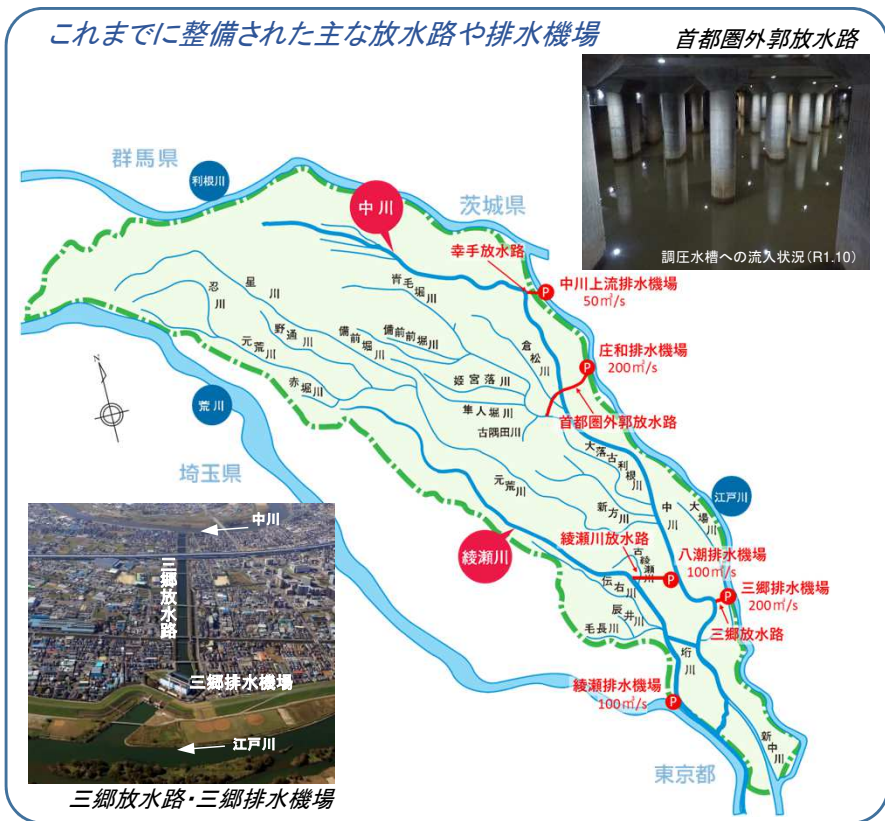 これまでに整備された主な放水路や排水機場
首都圏外郭放水路
調圧水槽への流入状況(R1.10)
群馬県
利根川
中川
茨城県
幸手放水路
中川上流排水機場
50㎥/s
青毛堀川
星川
忍川
野通川
元荒川
赤堀川
備前堀川
備前前堀川
倉松川
庄和排水機場
200㎥/s
姫宮落川
隼人堀川
古隅田川
首都圏外郭放水路
荒川
埼玉県
大落古利根川
元荒川
新方川
中川
江戸川
大場川
綾瀬川
綾瀬川放水路
古綾瀬川
八潮排水機場
100㎥/s
三郷排水機場
200㎥/s
三郷放水路
伝右川
辰井川
毛長川
垳川
綾瀬排水機場
100㎥/s
新中川
東京都
中川
三郷放水路
三郷排水機場
江戸川
三郷放水路・三郷排水機場
N
P
P
P
P
P